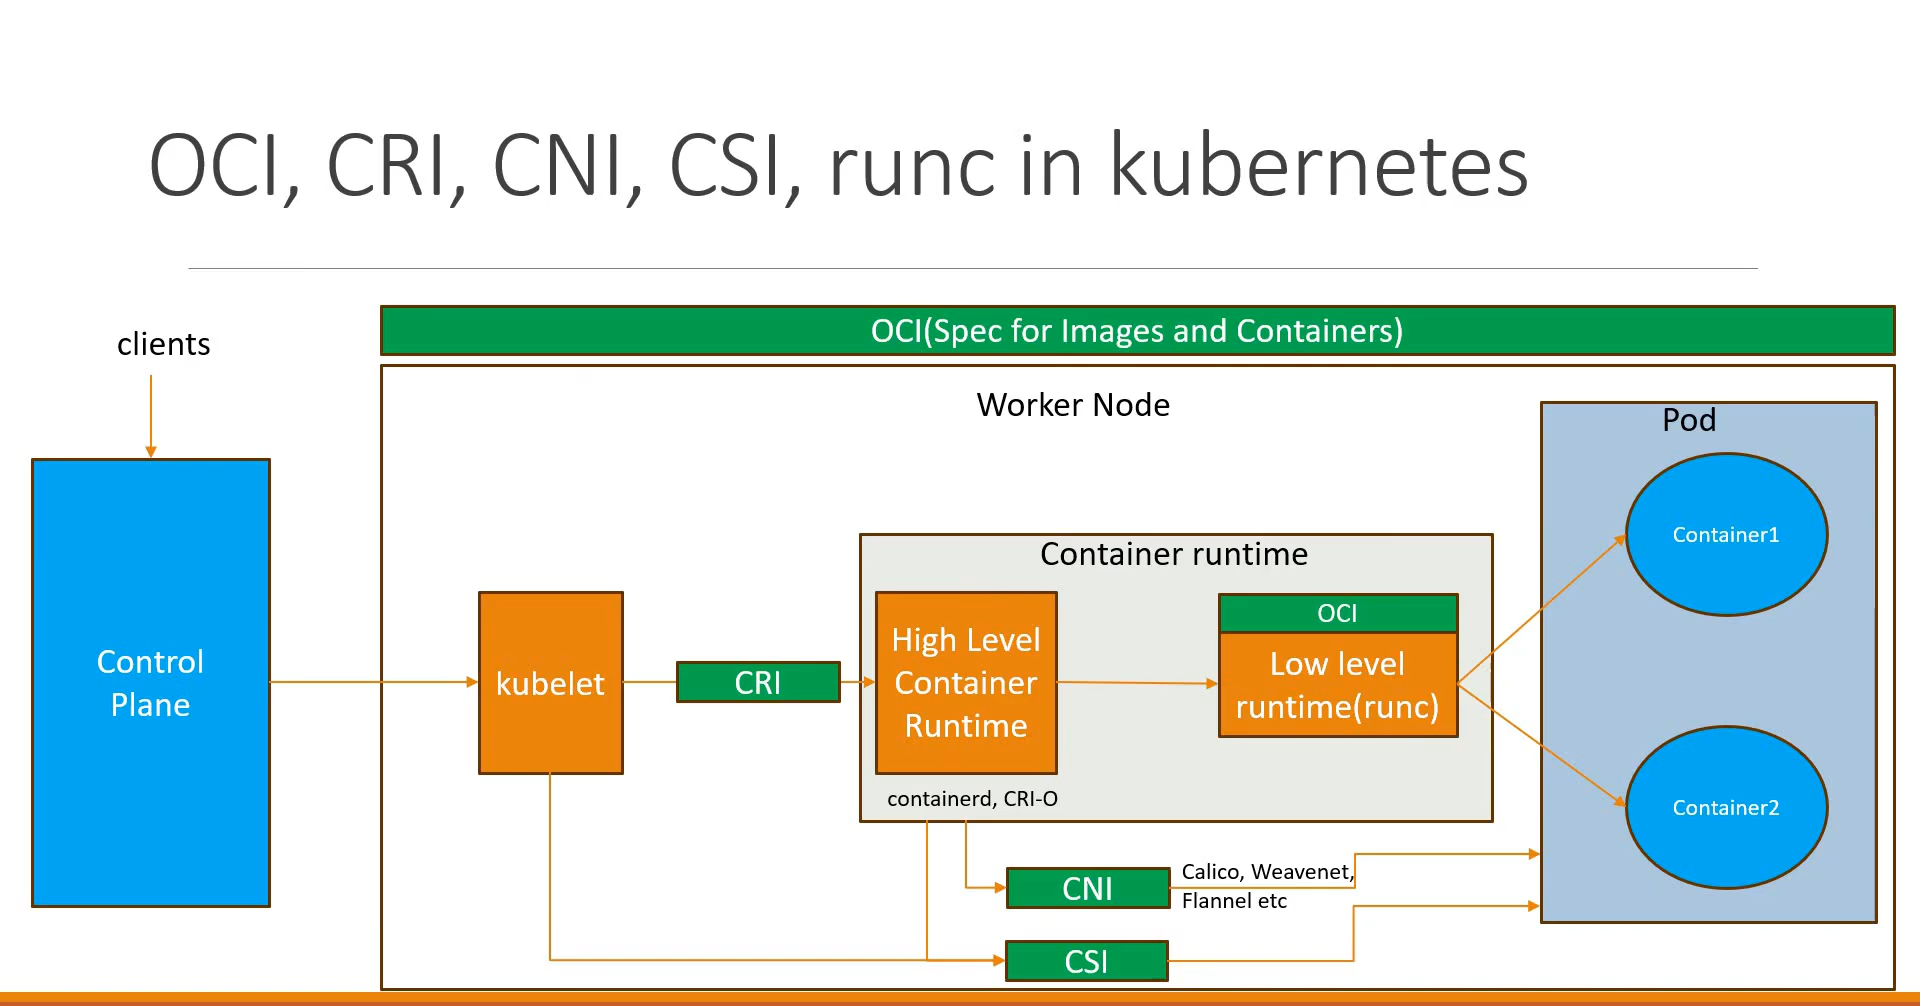 OCI, CRI, CNI, CSI, runc in kubernetes
clients
OCI(Spec for Images and Containers)
Worker Node
Pod
Container1
Container runtime
Control
Plane
kubelet
CRI
High Level
Container
Runtime
OCI
Low level
runtime(runc)
containerd, CRI-O
Container2
CNI
Calico, Weavenet,
Flannel etc
CSI